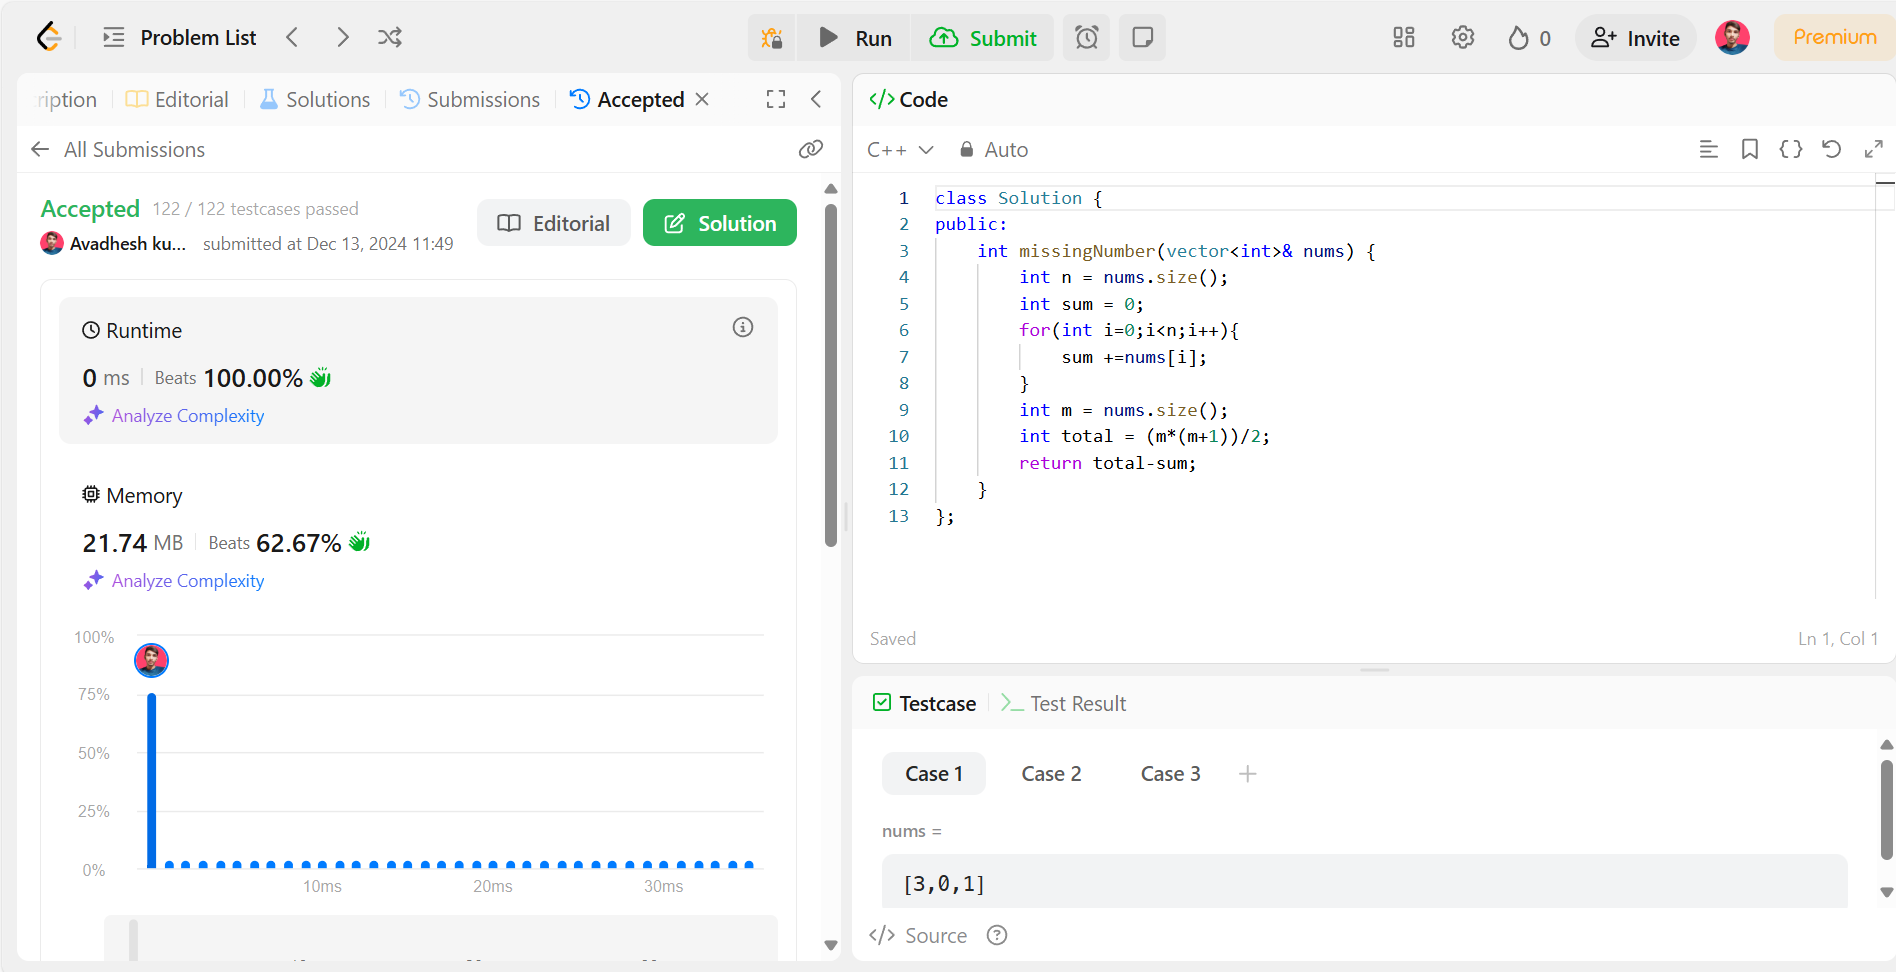 Problem List
Run
Submit
0
Invite
Premium
ription
Editorial
Solutions
Submissions
Accepted
All Submissions
Accepted 122 / 122 testcases passed
Avadhesh ku... submitted at Dec 13, 2024 11:49
Editorial
Solution
Runtime
0 ms Beats 100.00%
Analyze Complexity
Memory
21.74 MB Beats 62.67%
Analyze Complexity
100%
75%
50%
25%
0%
10ms 20ms 30ms
</> Code
C++ Auto
1 class Solution {
2 public:
3     int missingNumber(vector<int>& nums) {
4         int n = nums.size();
5         int sum = 0;
6         for(int i=0;i<n;i++){
7             sum +=nums[i];
8         }
9         int m = nums.size();
10         int total = (m*(m+1))/2;
11         return total-sum;
12     }
13 };
Saved
Ln 1, Col 1
Testcase
Test Result
Case 1
Case 2
Case 3
nums =
[3,0,1]
</> Source